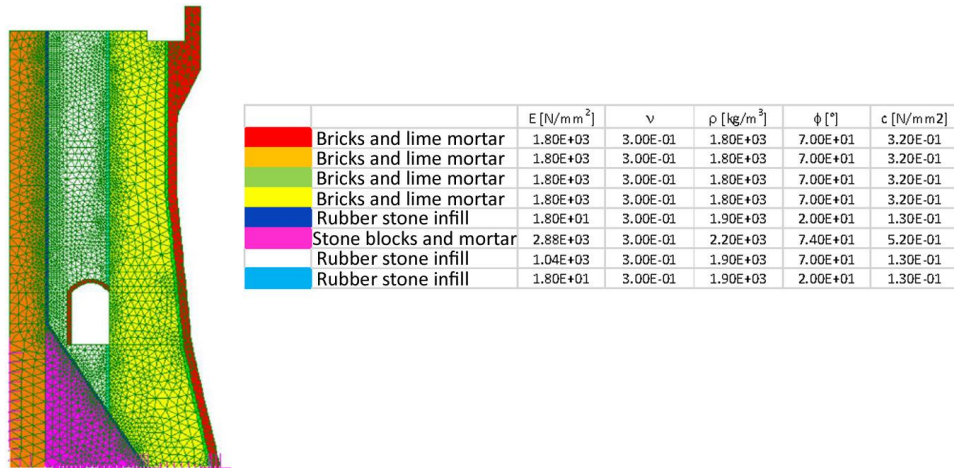 E [N/mm²] ν ρ [kg/m³] ϕ [°] c [N/mm2]
Bricks and lime mortar 1.80E+03 3.00E-01 1.80E+03 7.00E+01 3.20E-01
Bricks and lime mortar 1.80E+03 3.00E-01 1.80E+03 7.00E+01 3.20E-01
Bricks and lime mortar 1.80E+03 3.00E-01 1.80E+03 7.00E+01 3.20E-01
Bricks and lime mortar 1.80E+03 3.00E-01 1.80E+03 7.00E+01 3.20E-01
Rubber stone infill 1.80E+01 3.00E-01 1.90E+03 2.00E+01 1.30E-01
Stone blocks and mortar 2.88E+03 3.00E-01 2.20E+03 7.40E+01 5.20E-01
Rubber stone infill 1.04E+03 3.00E-01 1.90E+03 7.00E+01 1.30E-01
Rubber stone infill 1.80E+01 3.00E-01 1.90E+03 2.00E+01 1.30E-01